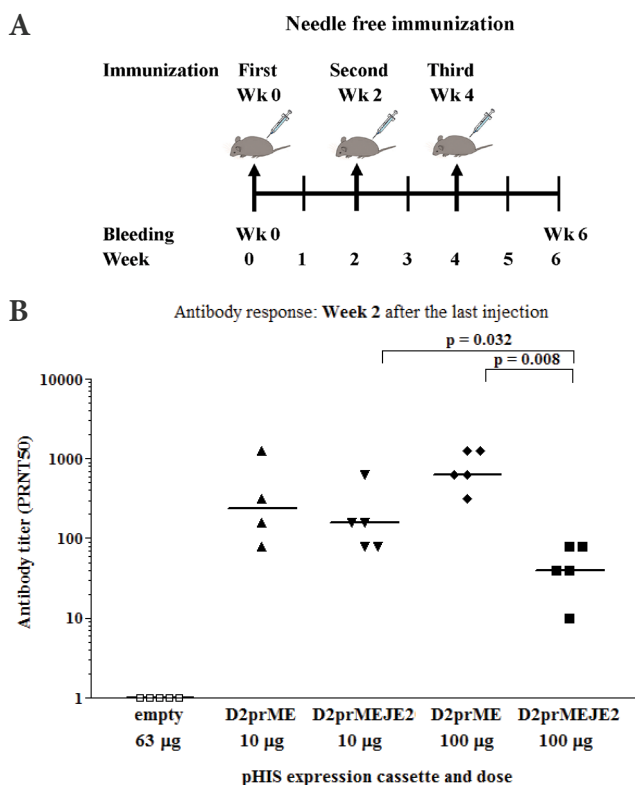 A
Needle free immunization
Immunization First Second Third
Wk 0 Wk 2 Wk 4
Bleeding Wk 0 Wk 6
Week 0 1 2 3 4 5 6
B
Antibody response: Week 2 after the last injection
p = 0.032
p = 0.008
Antibody titer (PRNT50)
10000
1000
100
10
1
empty D2prME D2prMEJE2 D2prME D2prMEJE2
63 µg 10 µg 10 µg 100 µg 100 µg
pHIS expression cassette and dose